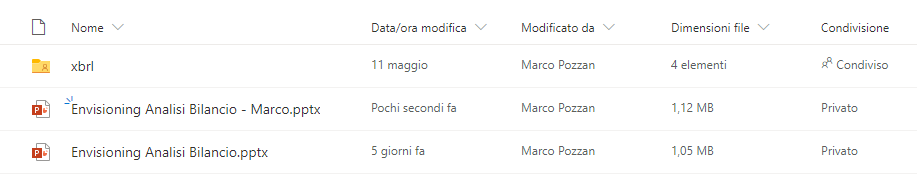 Nome Data/ora modifica Modificato da Dimensioni file Condivisione
xbrl 11 maggio Marco Pozzan 4 elementi Condiviso
Envisioning Analisi Bilancio - Marco.pptx Pochi secondi fa Marco Pozzan 1,12 MB Privato
Envisioning Analisi Bilancio.pptx 5 giorni fa Marco Pozzan 1,05 MB Privato